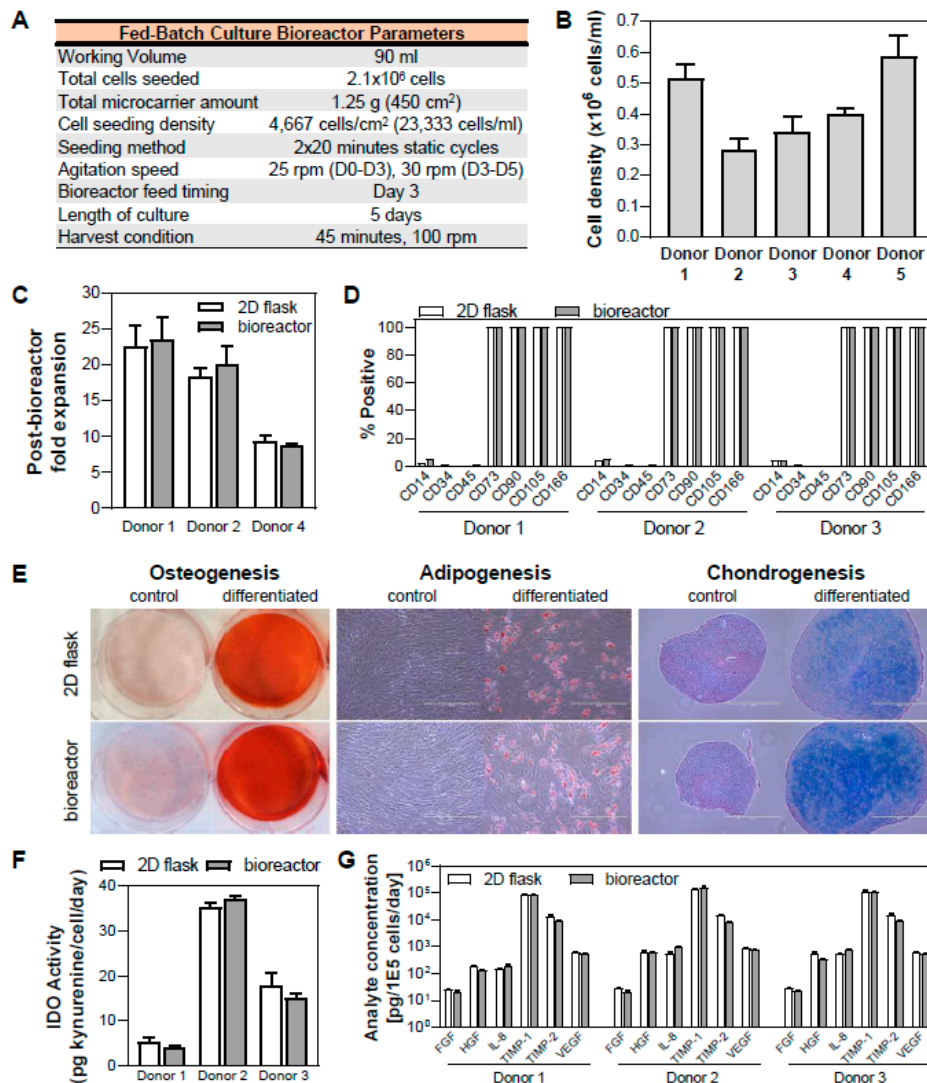 A
Fed-Batch Culture Bioreactor Parameters
Working Volume 90 ml
Total cells seeded 2.1x10⁶ cells
Total microcarrier amount 1.25 g (450 cm²)
Cell seeding density 4,667 cells/cm² (23,333 cells/ml)
Seeding method 2x20 minutes static cycles
Agitation speed 25 rpm (D0-D3), 30 rpm (D3-D5)
Bioreactor feed timing Day 3
Length of culture 5 days
Harvest condition 45 minutes, 100 rpm
B
Cell density (x10⁶ cells/ml)
0.7
0.6
0.5
0.4
0.3
0.2
0.1
0.0
Donor Donor Donor Donor Donor
1 2 3 4 5
C
Post-bioreactor
fold expansion
30
25
20
15
10
5
0
2D flask
bioreactor
Donor 1 Donor 2 Donor 4
D
2D flask bioreactor
% Positive
100
80
60
40
20
0
CD14 CD34 CD45 CD73 CD90 CD105 CD166 CD14 CD34 CD45 CD73 CD90 CD105 CD166 CD14 CD34 CD45 CD73 CD90 CD105 CD166
Donor 1 Donor 2 Donor 3
E
Osteogenesis Adipogenesis Chondrogenesis
control differentiated control differentiated control differentiated
2D flask
bioreactor
F
2D flask bioreactor
IDO Activity
(pg kynurenine/cell/day)
40
30
20
10
0
Donor 1 Donor 2 Donor 3
G
2D flask bioreactor
Analyte concentration
[pg/1E5 cells/day]
10⁶
10⁵
10⁴
10³
10²
10¹
10⁰
FGF HGF IL-8 TIMP-1 TIMP-2 VEGF FGF HGF IL-8 TIMP-1 TIMP-2 VEGF FGF HGF IL-8 TIMP-1 TIMP-2 VEGF
Donor 1 Donor 2 Donor 3